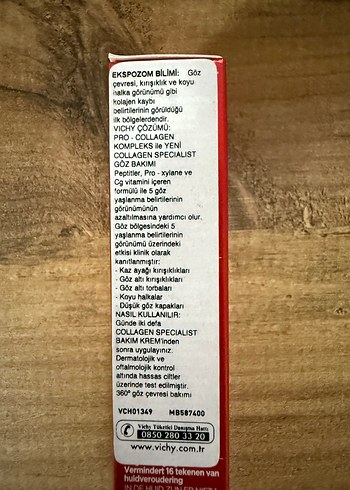 EKSPOZOM BİLİMİ: Göz
çevresi, kırışıklık ve koyu
halka görünümü gibi
kolajen kaybı
belirtilerinin görüldüğü
ilk bölgelerdendir.
VICHY ÇÖZÜMÜ:
PRO - COLLAGEN
KOMPLEKS ile YENİ
COLLAGEN SPECIALIST
GÖZ BAKIMI
Peptitler, Pro - xylane ve
Cg vitamini içeren
formülü ile 5 göz
yaşlanma belirtilerinin
görünümünün
azaltılmasına yardımcı olur.
Göz bölgesindeki 5
yaşlanma belirtilerinin
görünümü üzerindeki
etkisi klinik olarak
kanıtlanmıştır:
- Kaz ayağı kırışıklıkları
- Göz altı kırışıklıkları
- Göz altı torbaları
- Koyu halkalar
- Düşük göz kapakları
NASIL KULLANILIR:
Günde iki defa
COLLAGEN SPECIALIST
BAKIM KREM'inden
sonra uygulayınız.
Dermatolojik ve
oftalmolojik kontrol
altında hassas ciltler
üzerinde test edilmiştir.
360° göz çevresi bakımı
VCH01349 MB587400
Vichy Tüketici Danışma Hattı
0850 280 33 20
www.vichy.com.tr
Vermindert 16 tekenen van
huidveroudering
IN DE HUID ZIJN ER